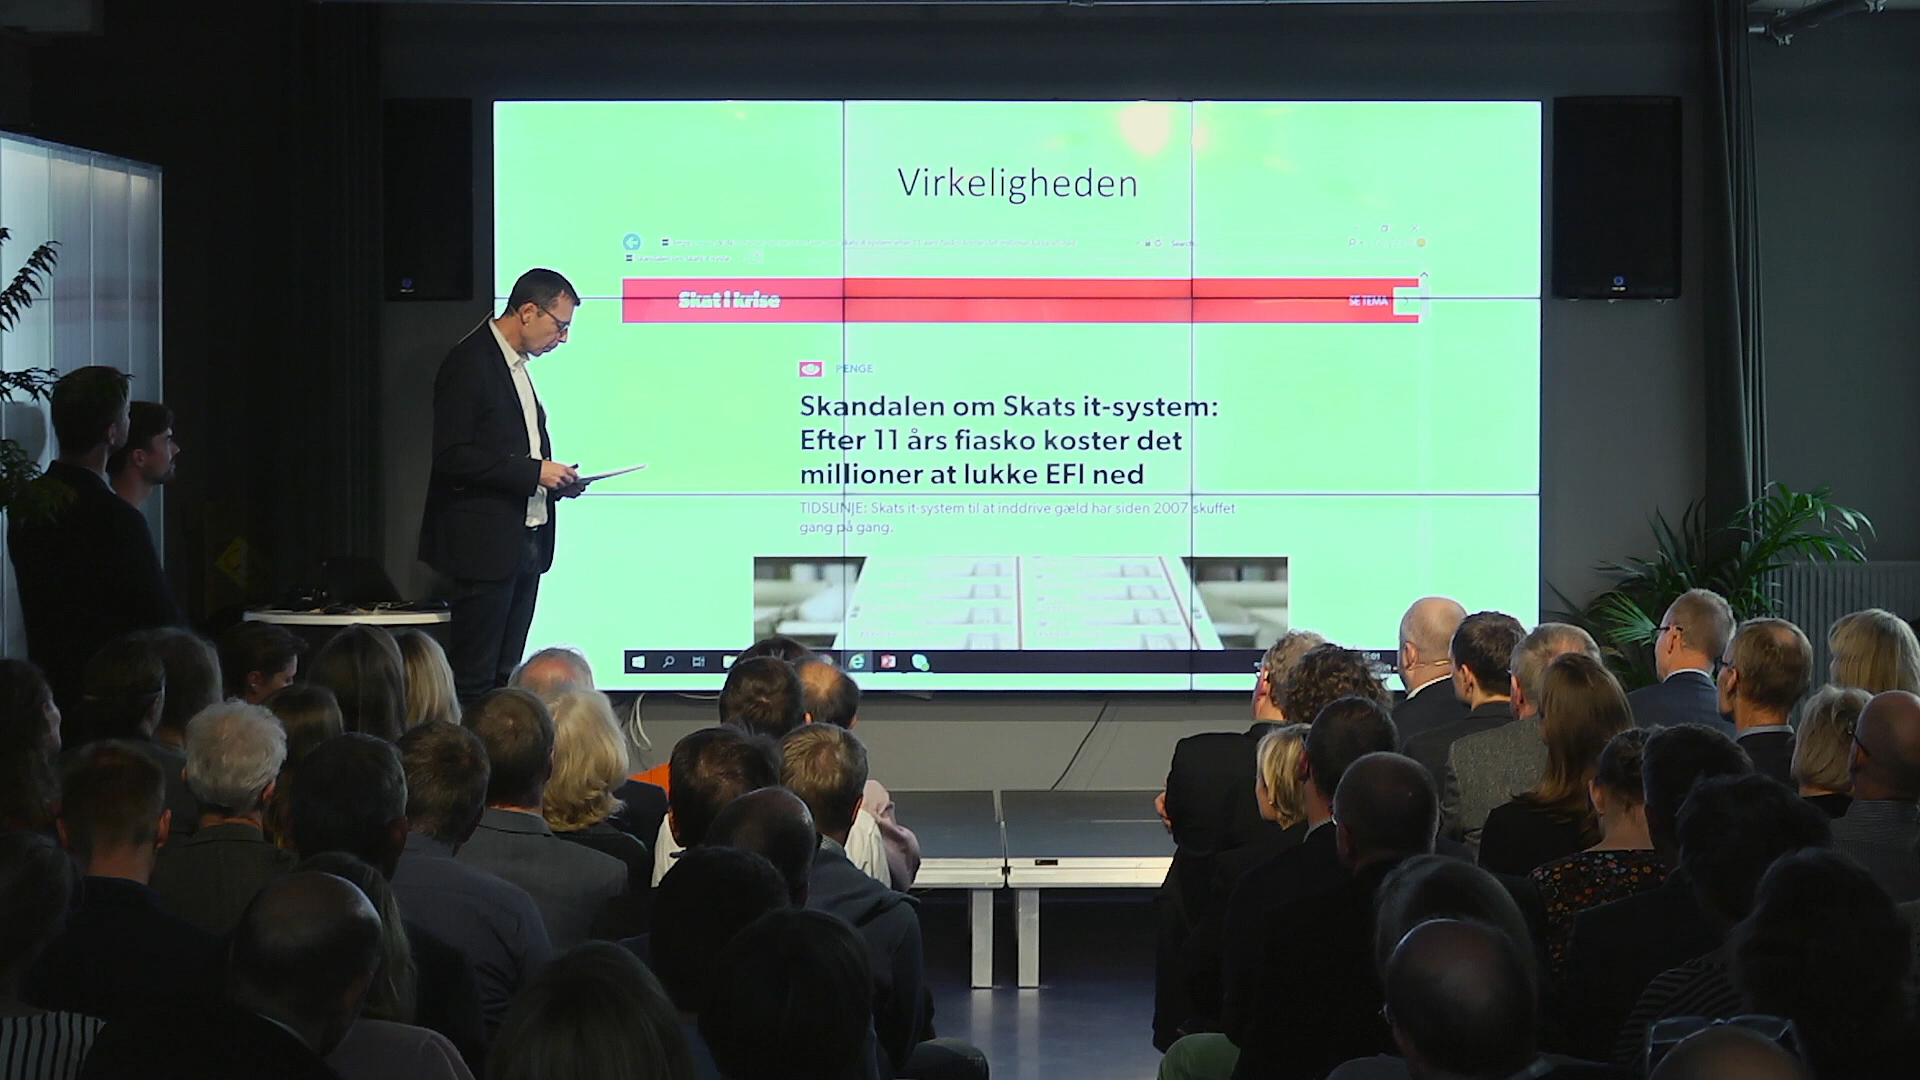 Virkeligheden
Search
Skat i krise
SE TEMA
PENGE
Skandalen om Skats it-system:
Efter 11 års fiasko koster det
millioner at lukke EFI ned
TIDSLINJE: Skats it-system til at inddrive gæld har siden 2007 skuffet
gang på gang.